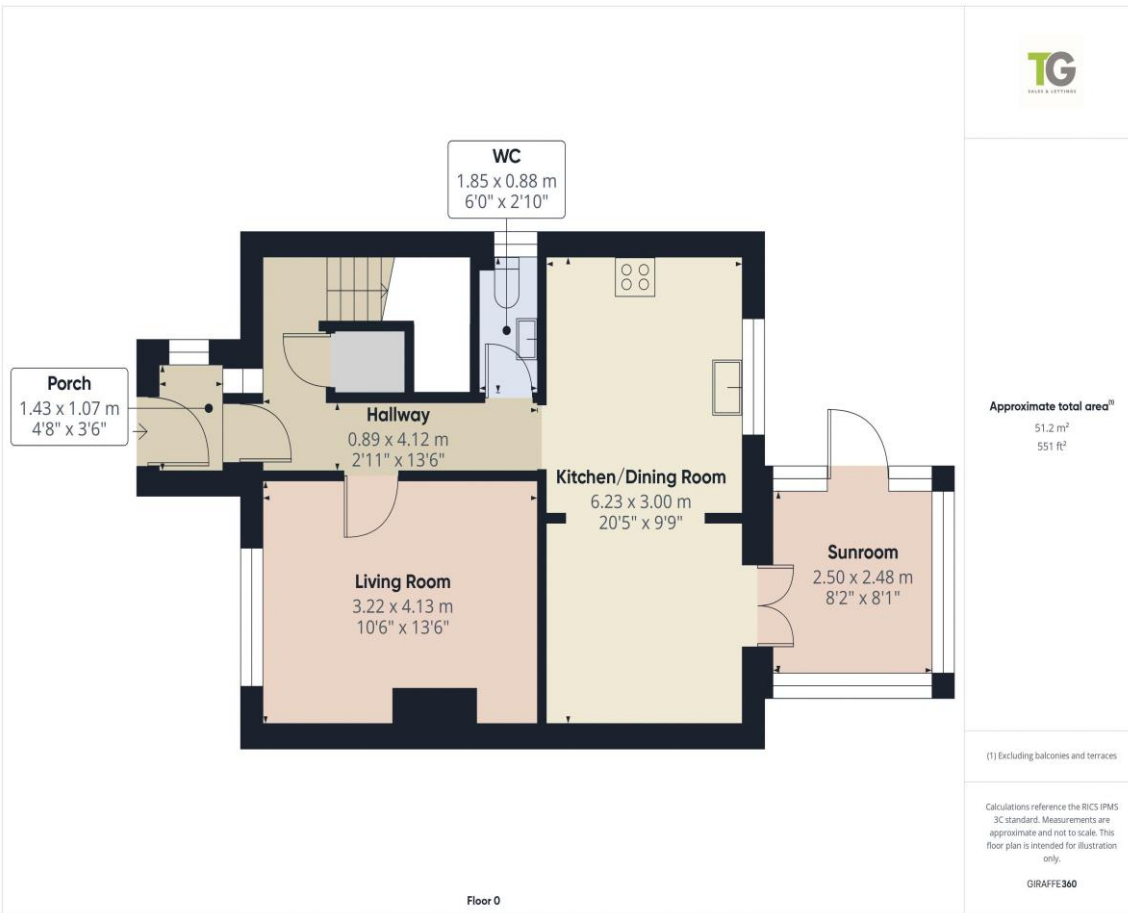 TG
SALES & LETTINGS
WC
1.85 x 0.88 m
6'0" x 2'10"
Porch
1.43 x 1.07 m
4'8" x 3'6"
Hallway
0.89 x 4.12 m
2'11" x 13'6"
Kitchen/Dining Room
6.23 x 3.00 m
20'5" x 9'9"
Living Room
3.22 x 4.13 m
10'6" x 13'6"
Sunroom
2.50 x 2.48 m
8'2" x 8'1"
Floor 0
Approximate total area(1)
51.2 m²
551 ft²
(1) Excluding balconies and terraces
Calculations reference the RICS IPMS
3C standard. Measurements are
approximate and not to scale. This
floor plan is intended for illustration
only.
GIRAFFE360